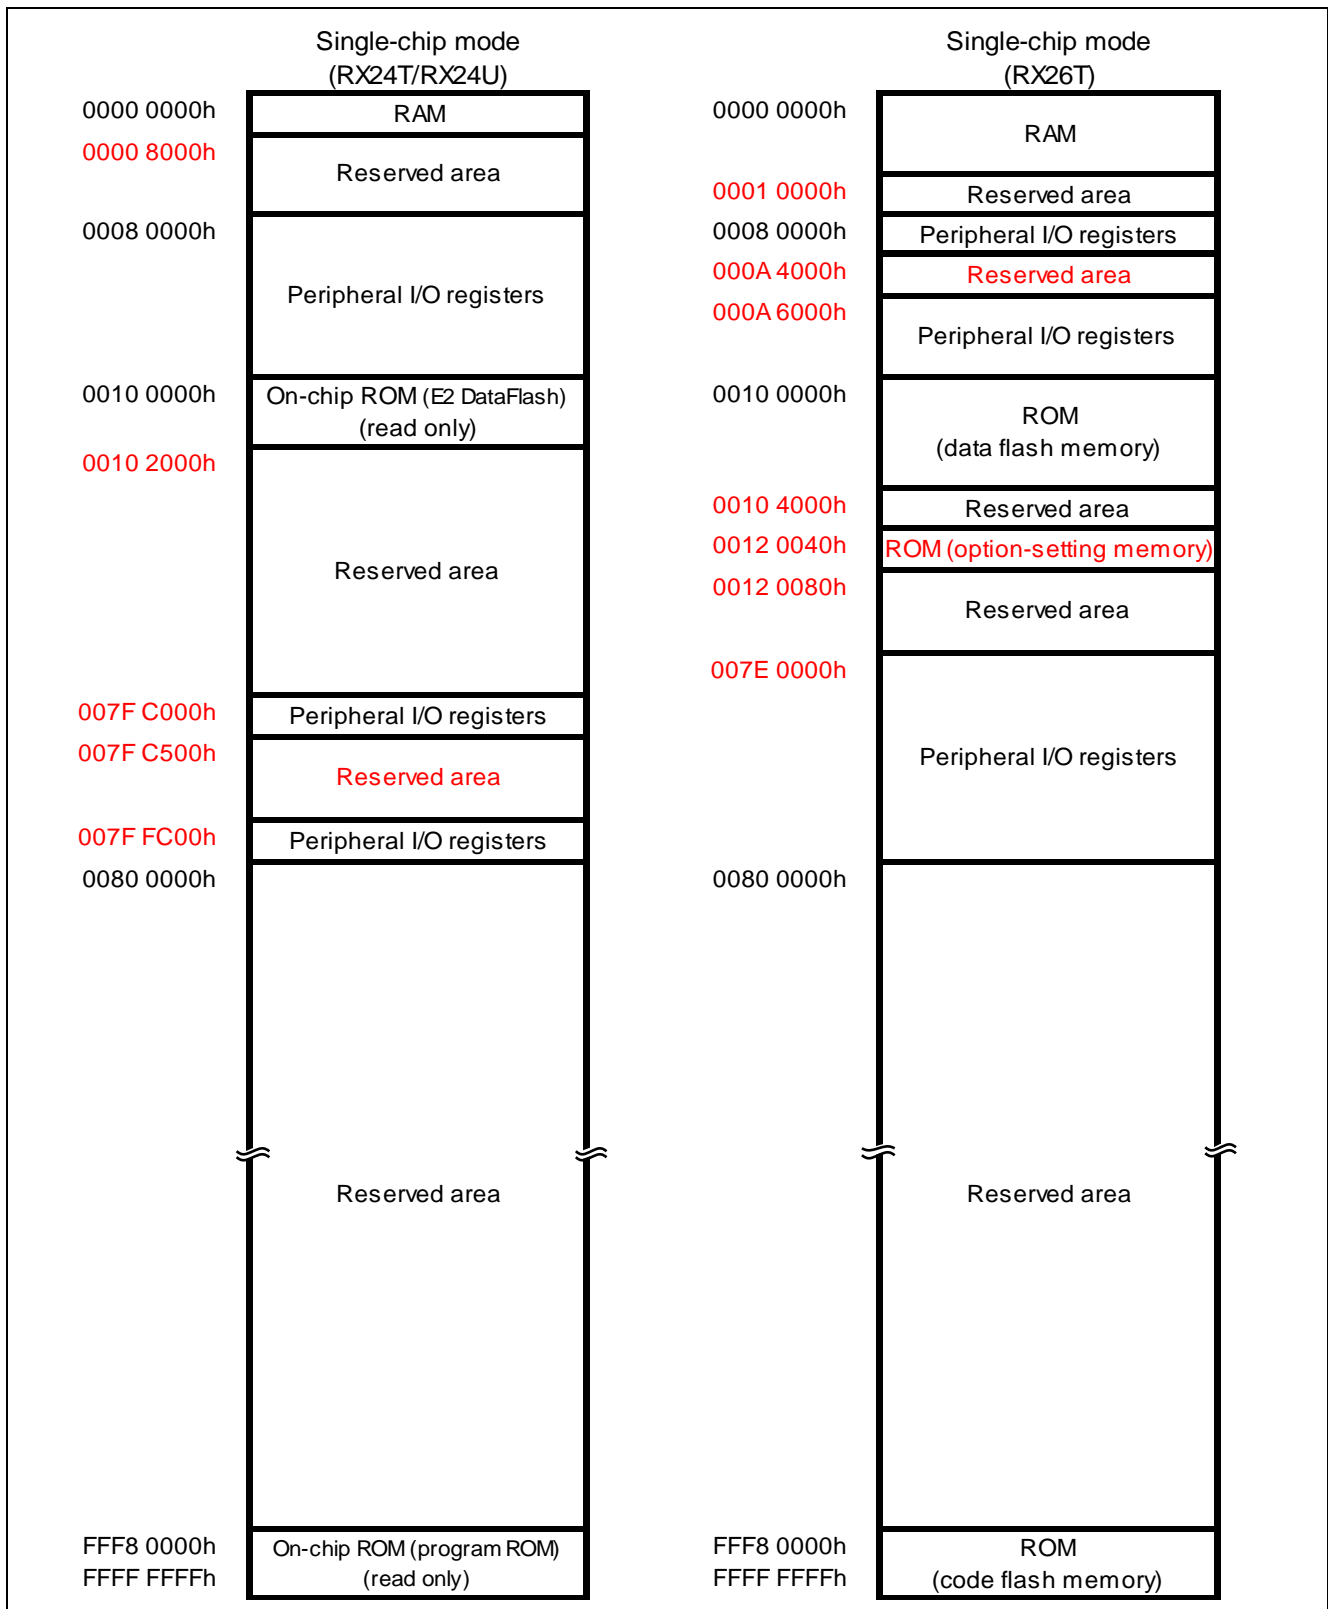 Single-chip mode
(RX24T/RX24U)
0000 0000h
RAM
0000 8000h
Reserved area
0008 0000h
Peripheral I/O registers
0010 0000h
On-chip ROM (E2 DataFlash)
(read only)
0010 2000h
Reserved area
007F C000h
Peripheral I/O registers
007F C500h
Reserved area
007F FC00h
Peripheral I/O registers
0080 0000h
Reserved area
FFF8 0000h
On-chip ROM (program ROM)
FFFF FFFFh
(read only)
Single-chip mode
(RX26T)
0000 0000h
RAM
0001 0000h
Reserved area
0008 0000h
Peripheral I/O registers
000A 4000h
Reserved area
000A 6000h
Peripheral I/O registers
0010 0000h
ROM
(data flash memory)
0010 4000h
Reserved area
0012 0040h
ROM (option-setting memory)
0012 0080h
Reserved area
007E 0000h
Peripheral I/O registers
0080 0000h
Reserved area
FFF8 0000h
ROM
FFFF FFFFh
(code flash memory)